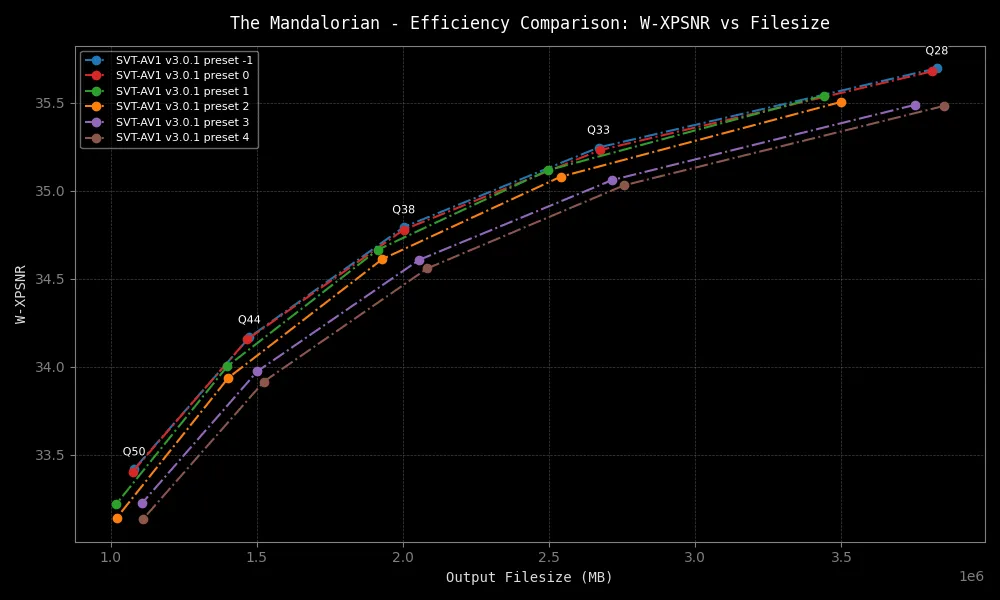 The Mandalorian - Efficiency Comparison: W-XPSNR vs Filesize
SVT-AV1 v3.0.1 preset -1
SVT-AV1 v3.0.1 preset 0
SVT-AV1 v3.0.1 preset 1
SVT-AV1 v3.0.1 preset 2
SVT-AV1 v3.0.1 preset 3
SVT-AV1 v3.0.1 preset 4
Q28
Q33
Q38
Q44
Q50
35.5
35.0
34.5
34.0
33.5
W-XPSNR
1.0 1.5 2.0 2.5 3.0 3.5
1e6
Output Filesize (MB)